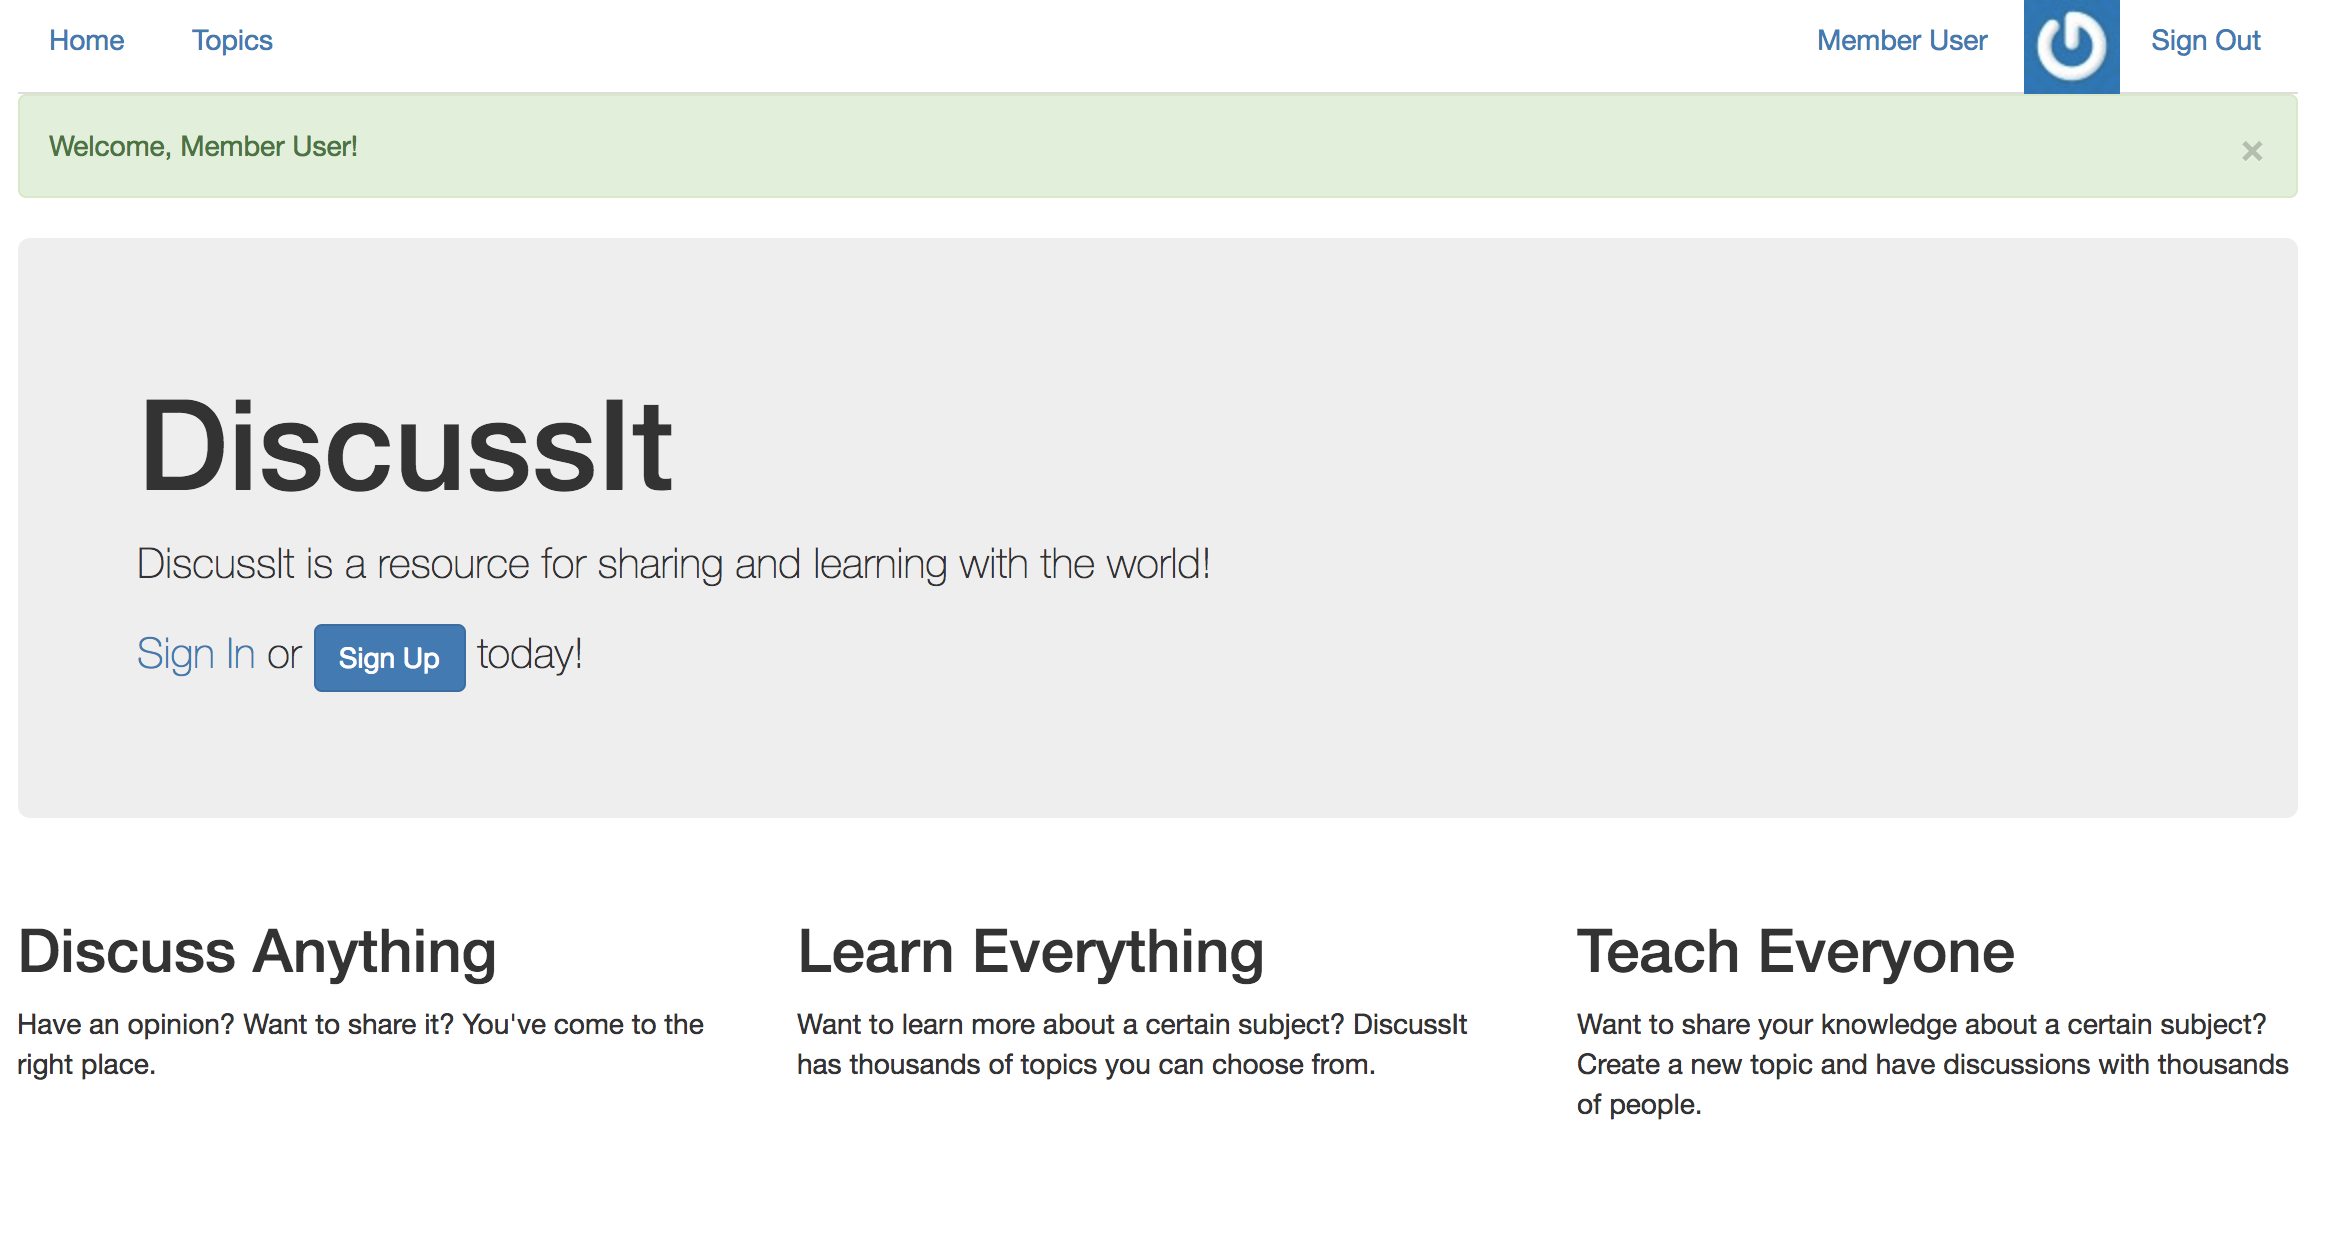 Home Topics Member User Sign Out
Welcome, Member User! ×
DiscussIt
DiscussIt is a resource for sharing and learning with the world!
Sign In or Sign Up today!
Discuss Anything
Have an opinion? Want to share it? You've come to the
right place.
Learn Everything
Want to learn more about a certain subject? DiscussIt
has thousands of topics you can choose from.
Teach Everyone
Want to share your knowledge about a certain subject?
Create a new topic and have discussions with thousands
of people.